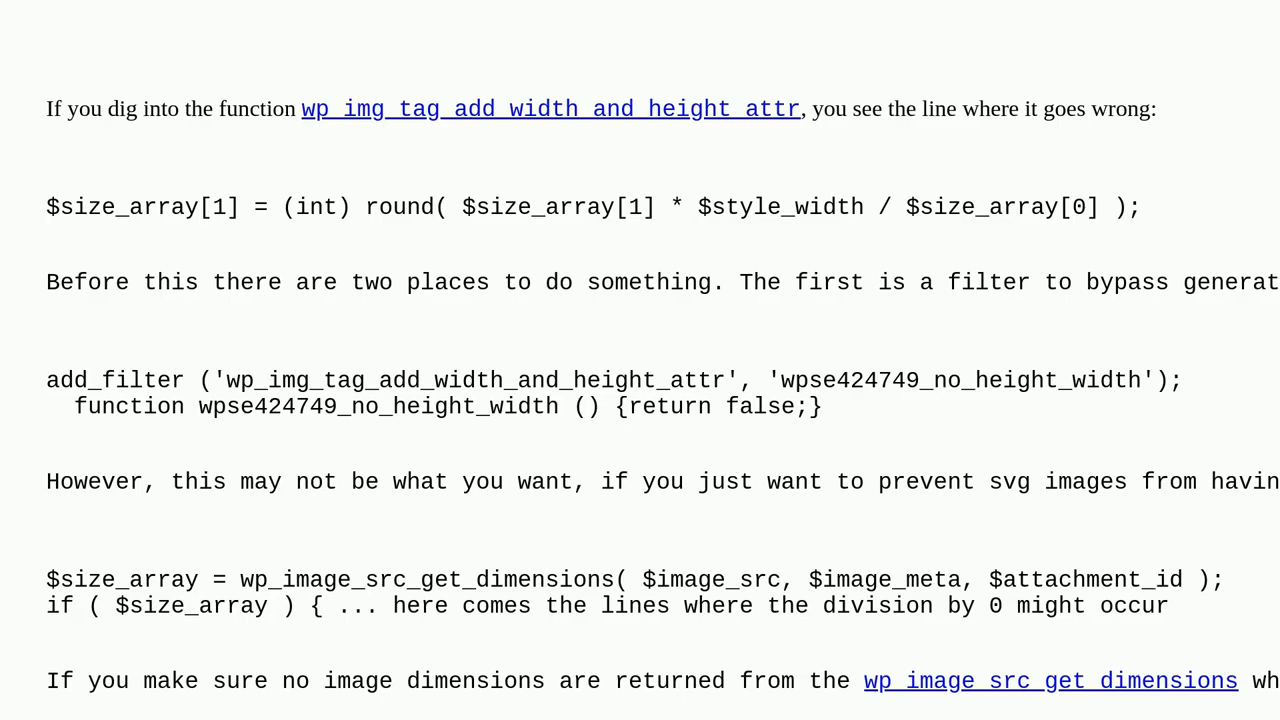 If you dig into the function wp_img_tag_add_width_and_height_attr, you see the line where it goes wrong:
$size_array[1] = (int) round( $size_array[1] * $style_width / $size_array[0] );
Before this there are two places to do something. The first is a filter to bypass generat
add_filter ('wp_img_tag_add_width_and_height_attr', 'wpse424749_no_height_width');
function wpse424749_no_height_width () {return false;}
However, this may not be what you want, if you just want to prevent svg images from havin
$size_array = wp_image_src_get_dimensions( $image_src, $image_meta, $attachment_id );
if ( $size_array ) { ... here comes the lines where the division by 0 might occur
If you make sure no image dimensions are returned from the wp_image_src_get_dimensions wh